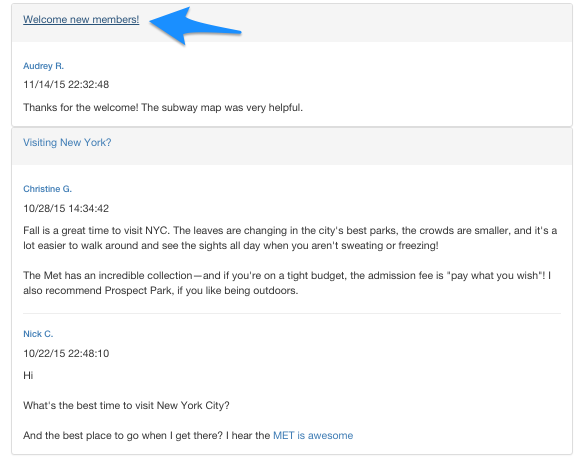 Welcome new members!
Audrey R.
11/14/15 22:32:48
Thanks for the welcome! The subway map was very helpful.
Visiting New York?
Christine G.
10/28/15 14:34:42
Fall is a great time to visit NYC. The leaves are changing in the city's best parks, the crowds are smaller, and it's a
lot easier to walk around and see the sights all day when you aren't sweating or freezing!
The Met has an incredible collection—and if you're on a tight budget, the admission fee is "pay what you wish"! I
also recommend Prospect Park, if you like being outdoors.
Nick C.
10/22/15 22:48:10
Hi
What's the best time to visit New York City?
And the best place to go when I get there? I hear the MET is awesome